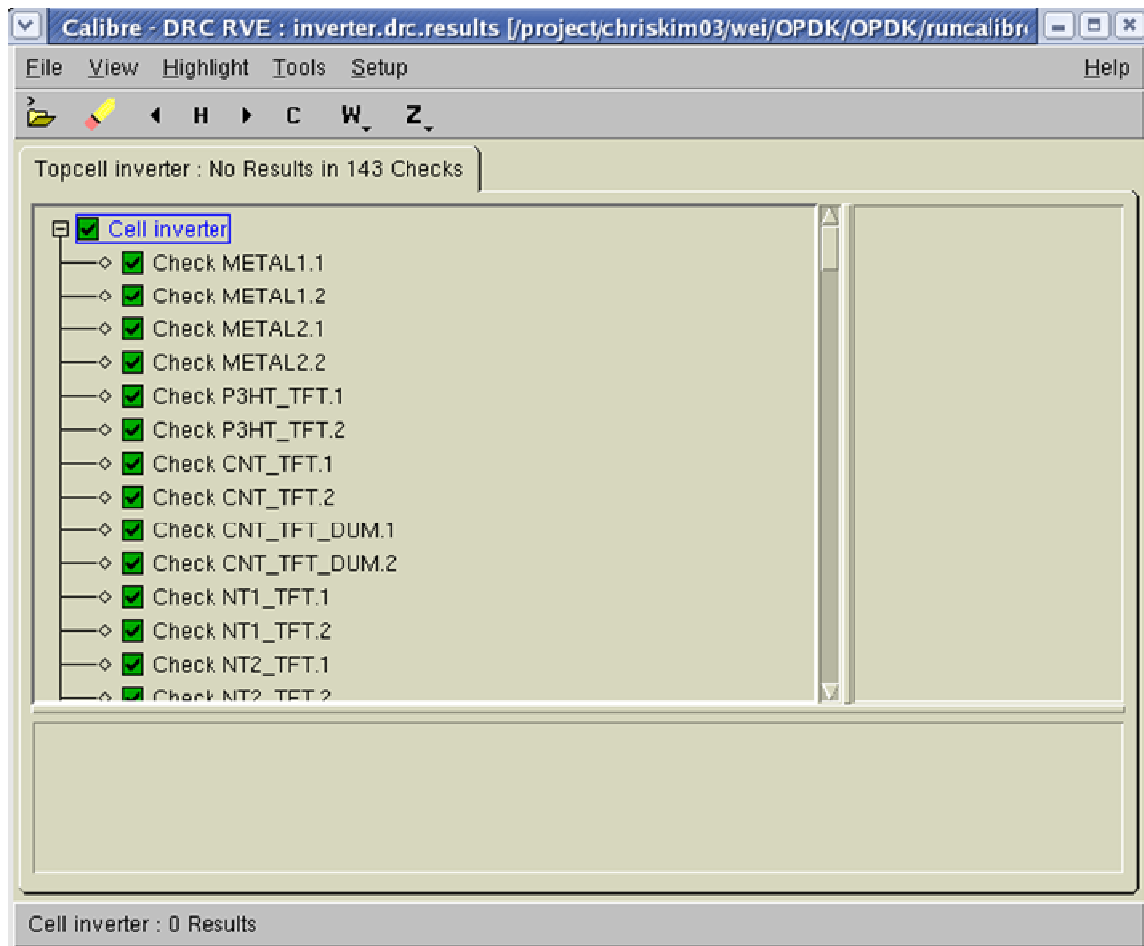 Calibre - DRC RVE : inverter.drc.results [/project/chriskim03/wei/OPDK/OPDK/runcalibr
File View Highlight Tools Setup Help
H C W Z
Topcell inverter : No Results in 143 Checks
Cell inverter
Check METAL1.1
Check METAL1.2
Check METAL2.1
Check METAL2.2
Check P3HT_TFT.1
Check P3HT_TFT.2
Check CNT_TFT.1
Check CNT_TFT.2
Check CNT_TFT_DUM.1
Check CNT_TFT_DUM.2
Check NT1_TFT.1
Check NT1_TFT.2
Check NT2_TFT.1
Check NT2_TFT.2
Cell inverter : 0 Results